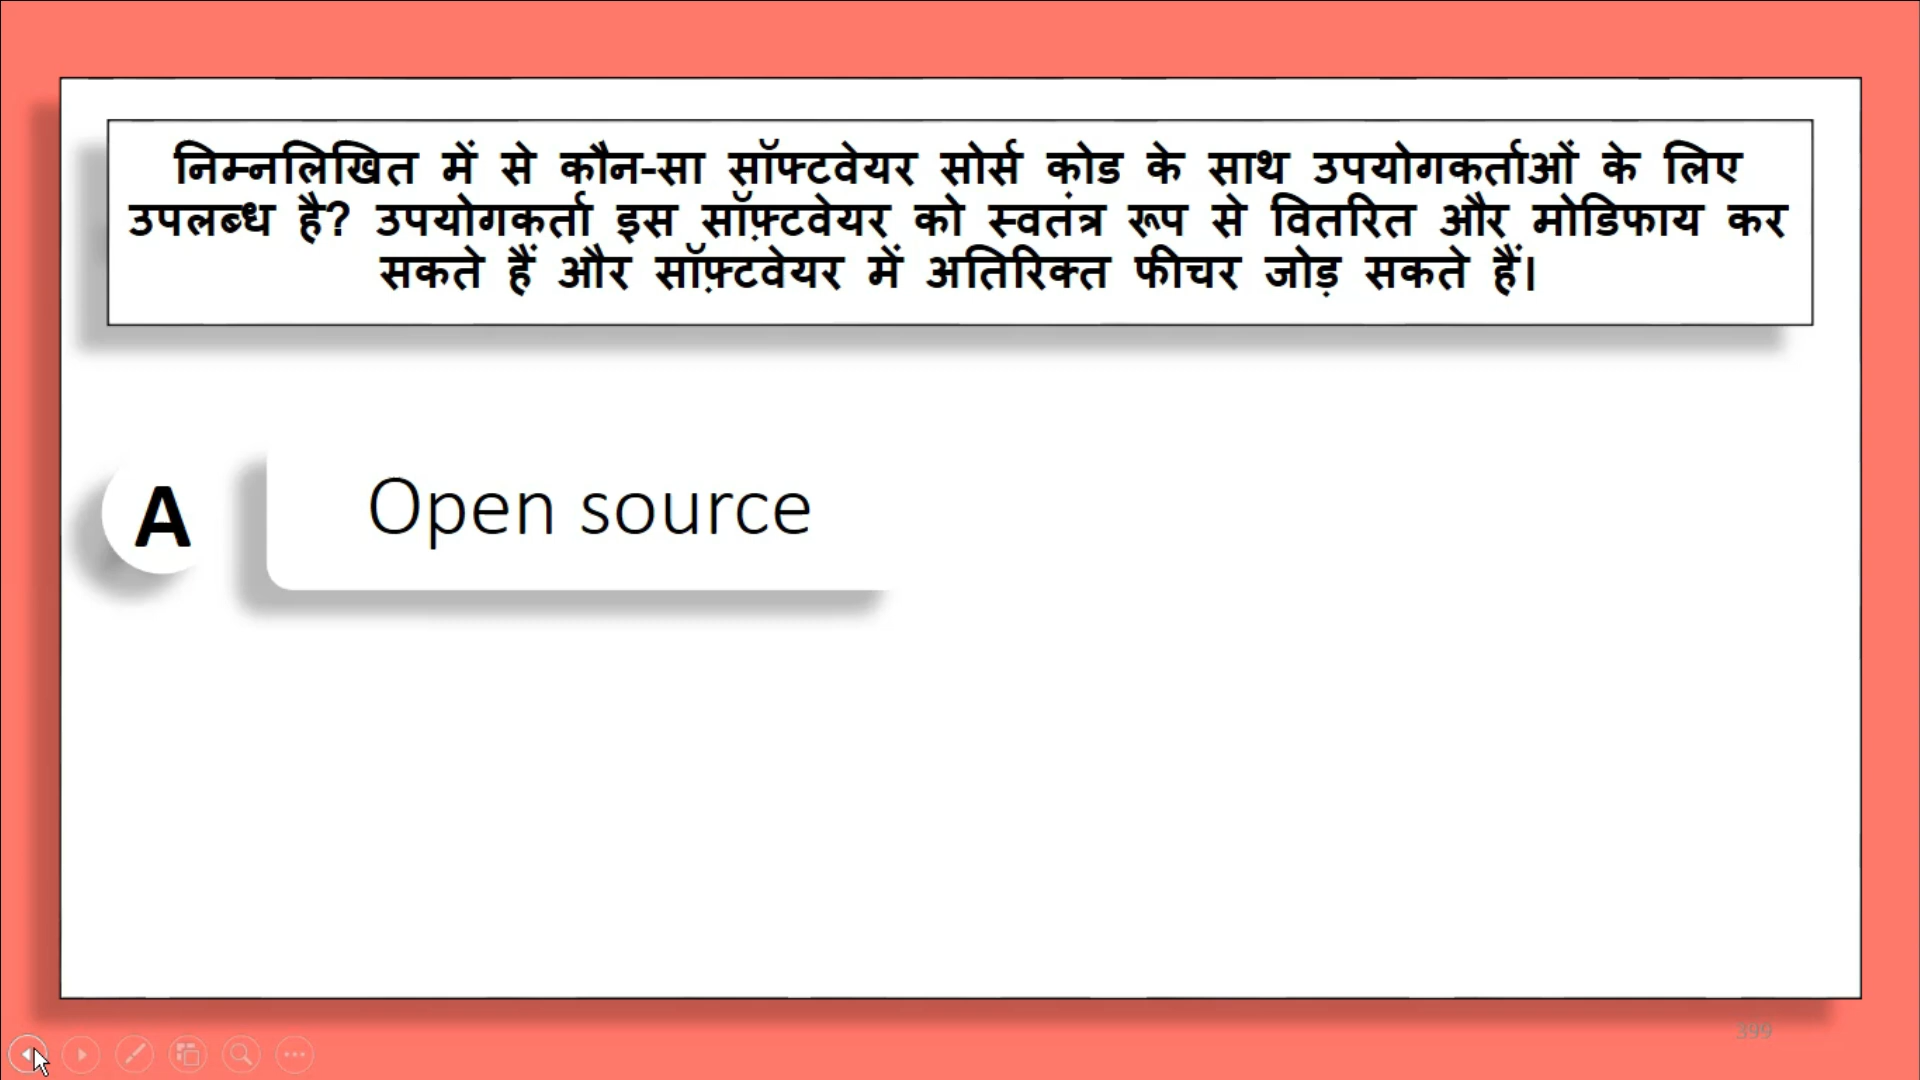 निम्नलिखित में से कौन-सा सॉफ्टवेयर सोर्स कोड के साथ उपयोगकर्ताओं के लिए
उपलब्ध है? उपयोगकर्ता इस सॉफ़्टवेयर को स्वतंत्र रूप से वितरित और मोडिफाय कर
सकते हैं और सॉफ़्टवेयर में अतिरिक्त फीचर जोड़ सकते हैं।
A Open source
399